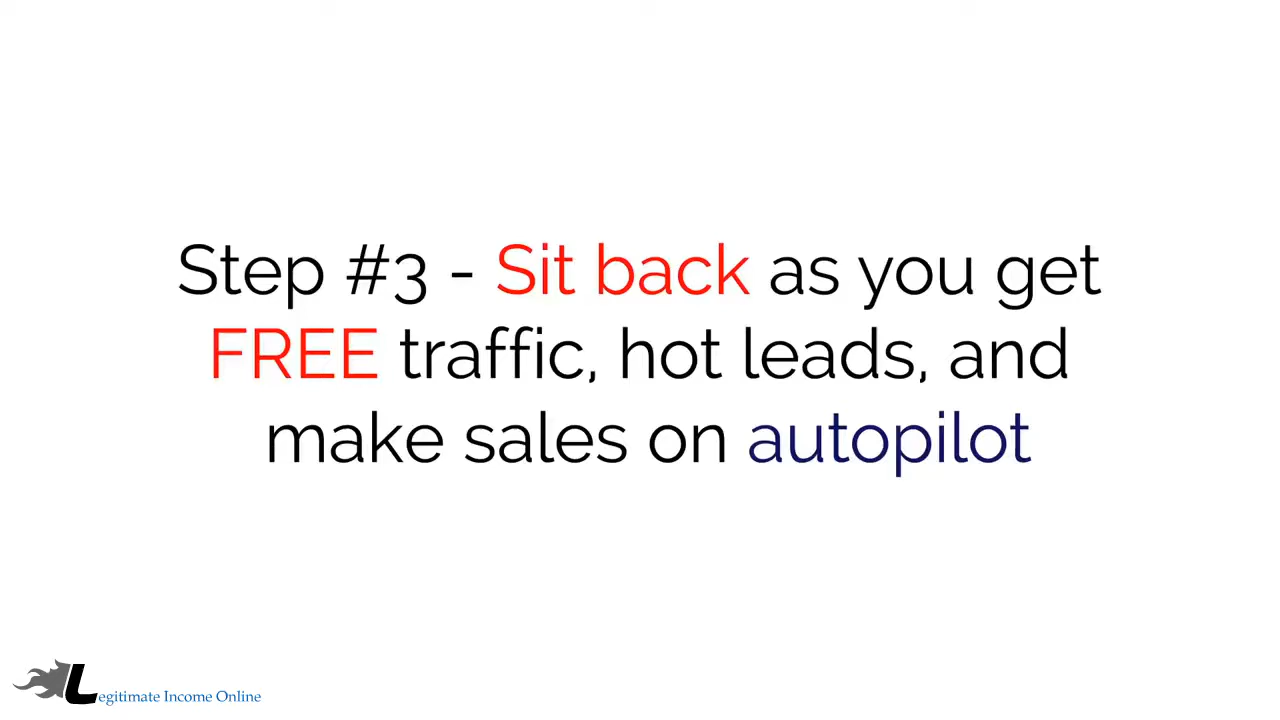 Step #3 - Sit back as you get
FREE traffic, hot leads, and
make sales on autopilot
Legitimate Income Online